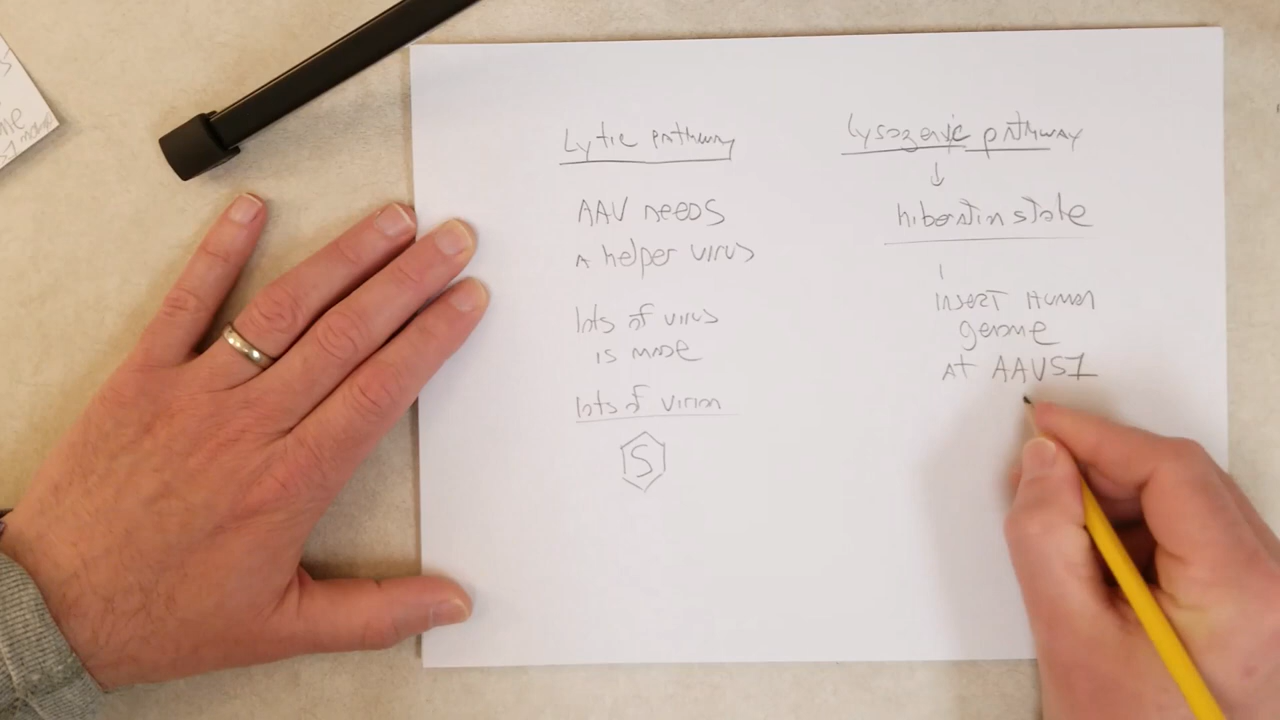 Lytic pathway
AAV needs
A helper virus
lots of virus
is made
lots of virion
S
Lysogenic pathway
↓
hibernation state
insert Human
genome
at AAVS1